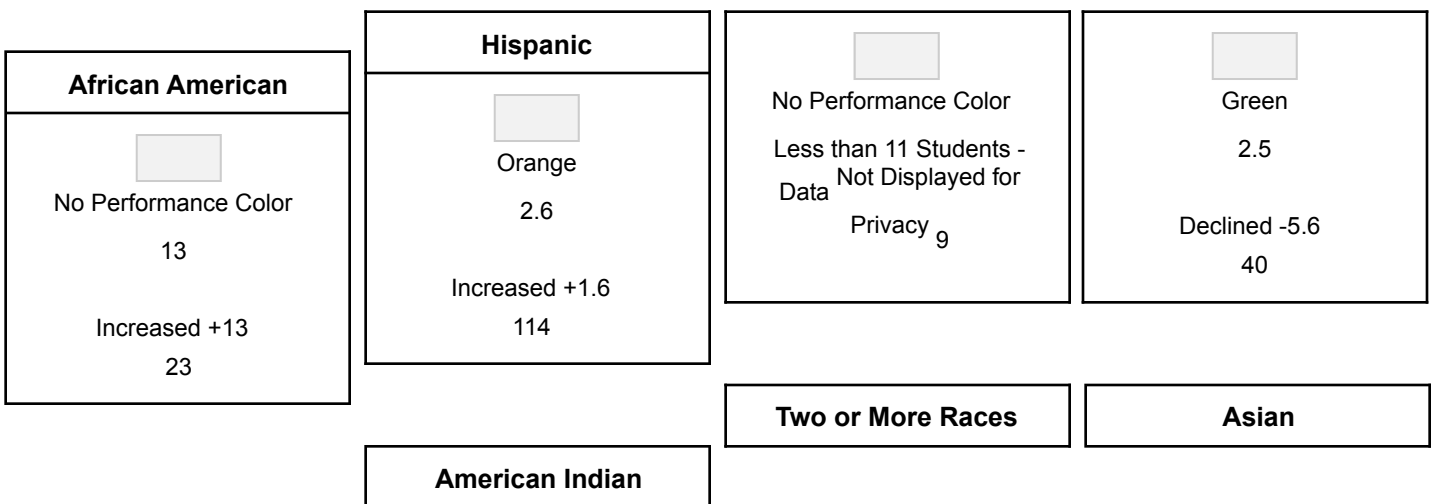 African American
No Performance Color
13
Increased +13
23
Hispanic
Orange
2.6
Increased +1.6
114
No Performance Color
Less than 11 Students -
Data Not Displayed for
Privacy 9
Green
2.5
Declined -5.6
40
American Indian
Two or More Races
Asian